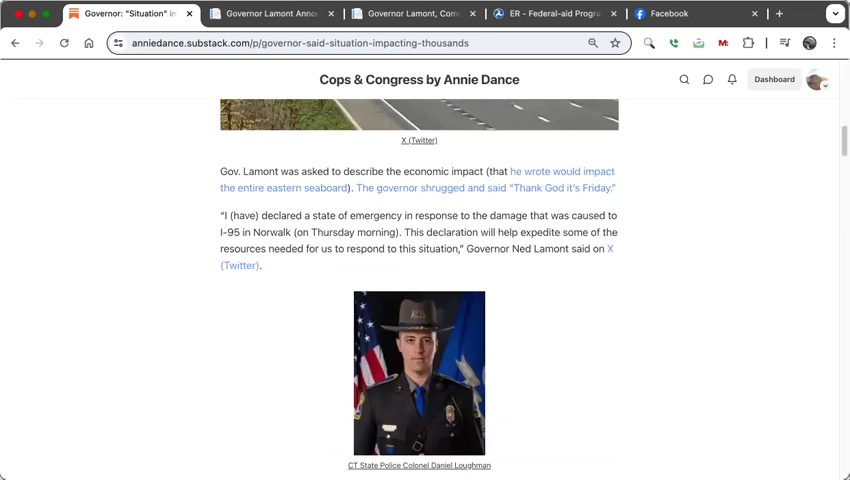 Governor: "Situation" in
Governor Lamont Anno
Governor Lament, Com
ER - Federal-aid Progra
Facebook
anniedance.substack.com/p/governor-said-situation-impacting-thousands
Cops & Congress by Annie Dance
Dashboard
X (Twitter)
Gov. Lamont was asked to describe the economic impact (that he wrote would impact
the entire eastern seaboard). The governor shrugged and said “Thank God it’s Friday.”
“I (have) declared a state of emergency in response to the damage that was caused to
I-95 in Norwalk (on Thursday morning). This declaration will help expedite some of the
resources needed for us to respond to this situation,” Governor Ned Lamont said on X
(Twitter).
CT State Police Colonel Daniel Loughman